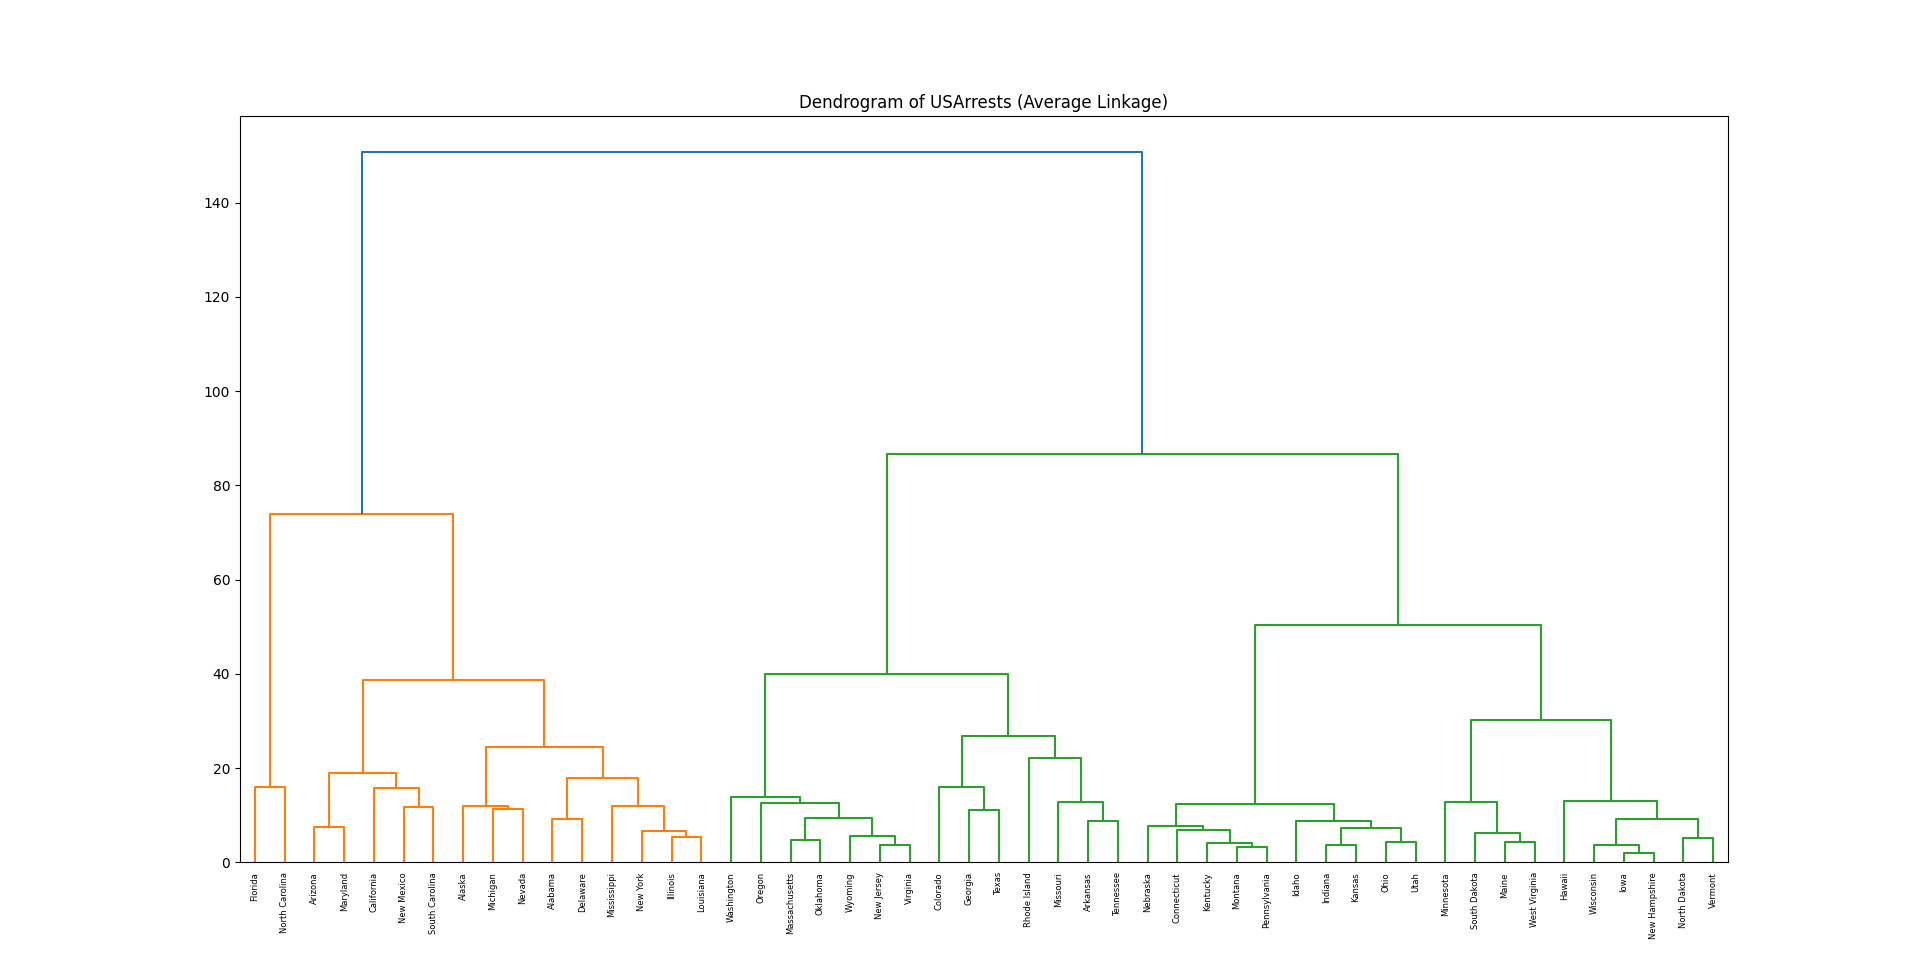 Dendrogram of USArrests (Average Linkage)
140
120
100
80
60
40
20
0
Florida
North Carolina
Arizona
Maryland
California
New Mexico
South Carolina
Alaska
Michigan
Nevada
Alabama
Delaware
Mississippi
New York
Illinois
Louisiana
Washington
Oregon
Massachusetts
Oklahoma
Wyoming
New Jersey
Virginia
Colorado
Georgia
Texas
Rhode Island
Missouri
Arkansas
Tennessee
Nebraska
Connecticut
Kentucky
Montana
Pennsylvania
Idaho
Indiana
Kansas
Ohio
Utah
Minnesota
South Dakota
Maine
West Virginia
Hawaii
Wisconsin
Iowa
New Hampshire
North Dakota
Vermont